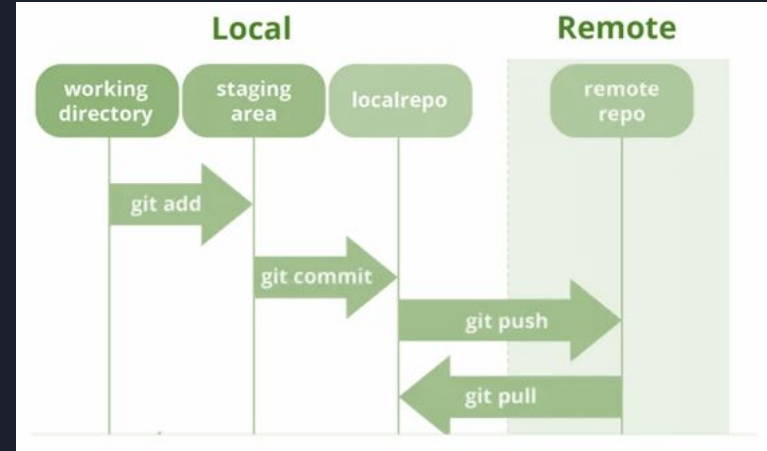 Local
Remote
working
directory
staging
area
localrepo
remote
repo
git add
git commit
git push
git pull